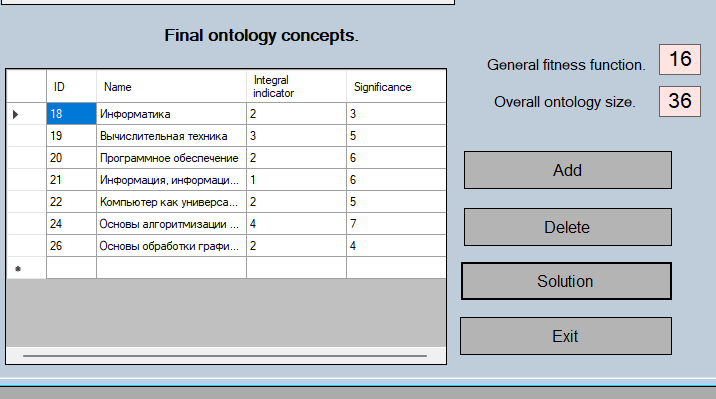 Final ontology concepts.
General fitness function. 16
Overall ontology size. 36
ID Name Integral indicator Significance
18 Информатика 2 3
19 Вычислительная техника 3 5
20 Программное обеспечение 2 6
21 Информация, информаци... 1 6
22 Компьютер как универса... 2 5
24 Основы алгоритмизации ... 4 7
26 Основы обработки графи... 2 4
Add
Delete
Solution
Exit